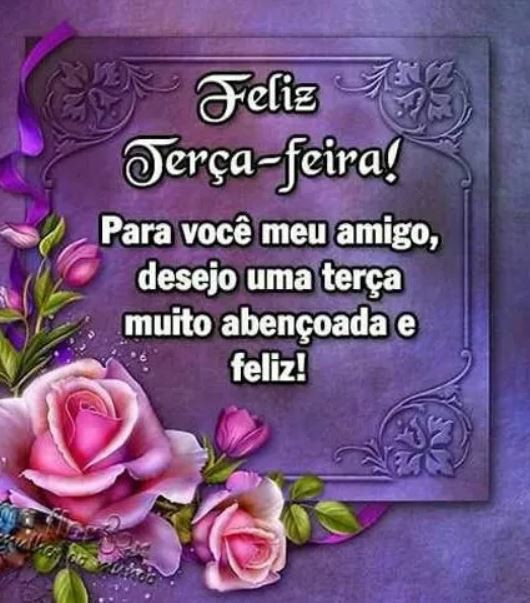 Feliz
Terça-feira!
Para você meu amigo,
desejo uma terça
muito abençoada e
feliz!